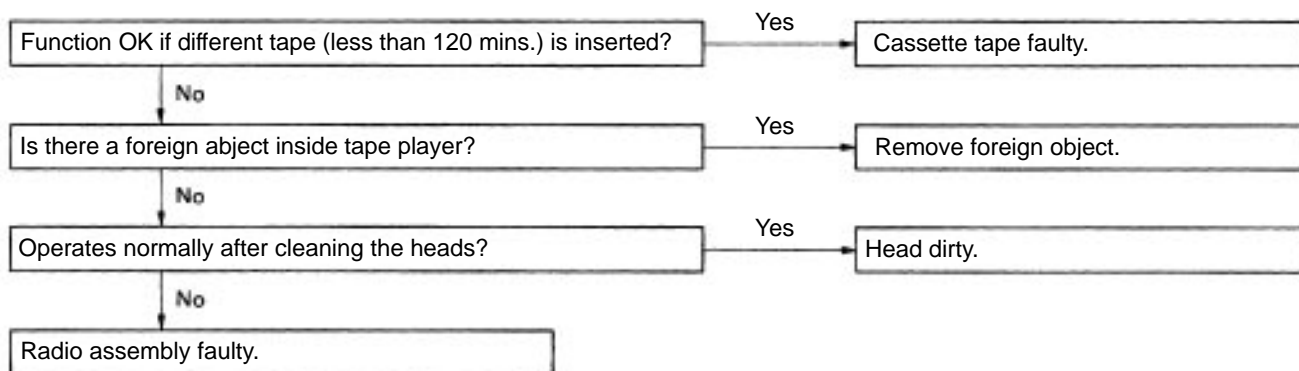 Function OK if different tape (less than 120 mins.) is inserted?
Yes
Cassette tape faulty.
No
Is there a foreign abject inside tape player?
Yes
Remove foreign object.
No
Operates normally after cleaning the heads?
Yes
Head dirty.
No
Radio assembly faulty.